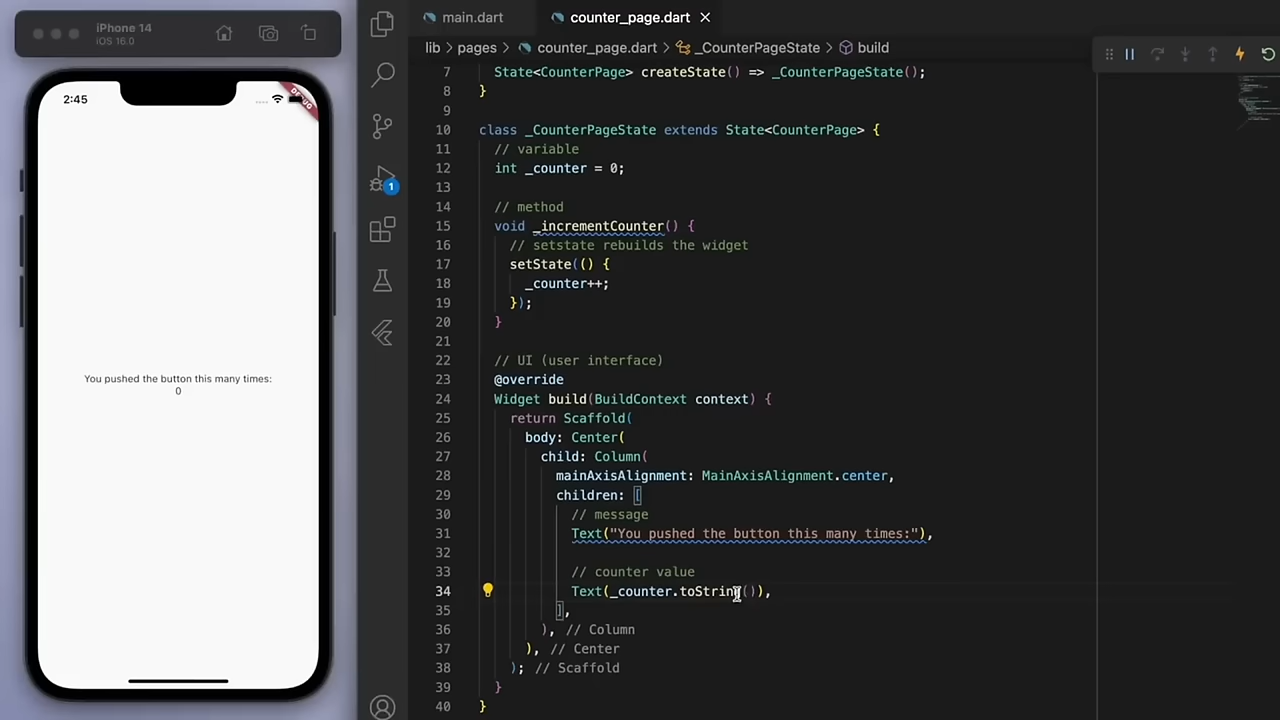 iPhone 14
iOS 16.0
2:45
DEBUG
You pushed the button this many times:
0
1
main.dart
counter_page.dart
lib > pages > counter_page.dart > _CounterPageState > build
7 State<CounterPage> createState() => _CounterPageState();
8 }
9
10 class _CounterPageState extends State<CounterPage> {
11 // variable
12 int _counter = 0;
13
14 // method
15 void _incrementCounter() {
16 // setstate rebuilds the widget
17 setState(() {
18 _counter++;
19 });
20 }
21
22 // UI (user interface)
23 @override
24 Widget build(BuildContext context) {
25 return Scaffold(
26 body: Center(
27 child: Column(
28 mainAxisAlignment: MainAxisAlignment.center,
29 children: [
30 // message
31 Text("You pushed the button this many times:"),
32
33 // counter value
34 Text(_counter.toString()),
35 ],
36 ), // Column
37 ), // Center
38 ); // Scaffold
39 }
40 }